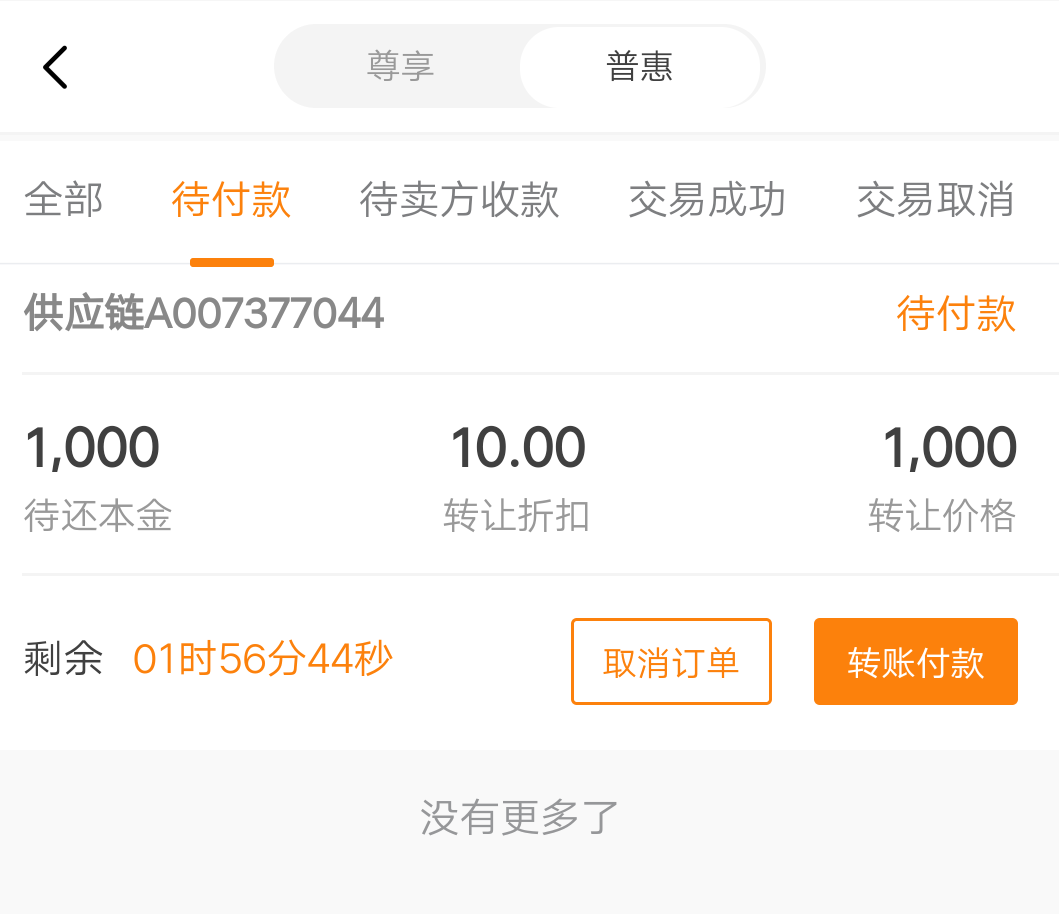 尊享 普惠
全部 待付款 待卖方收款 交易成功 交易取消
供应链A007377044 待付款
1,000 10.00 1,000
待还本金 转让折扣 转让价格
剩余 01时56分44秒 取消订单 转账付款
没有更多了